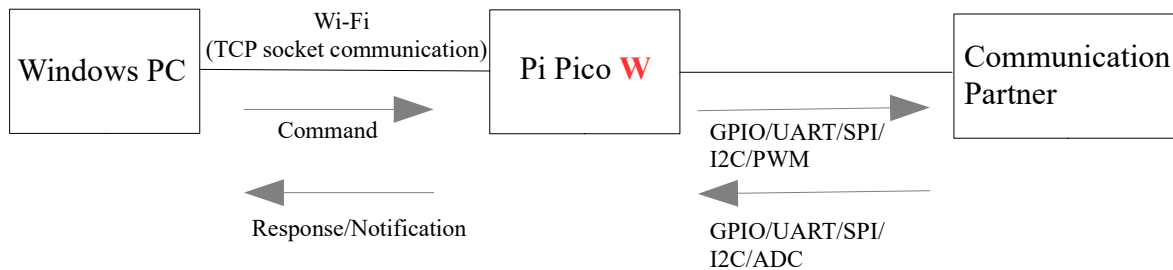 Wi-Fi
(TCP socket communication)
Windows PC
Pi Pico W
Communication
Partner
Command
GPIO/UART/SPI/
I2C/PWM
Response/Notification
GPIO/UART/SPI/
I2C/ADC